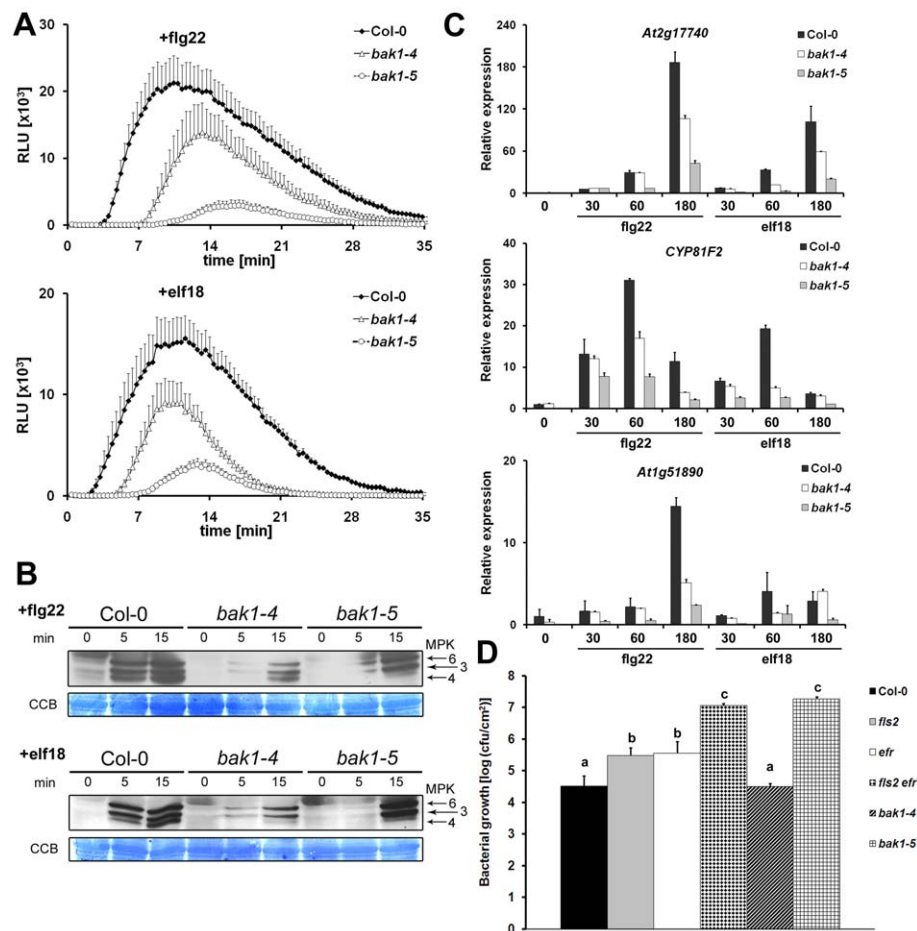 A
+flg22
Col-0
bak1-4
bak1-5
RLU [x10³]
30
20
10
0
0 7 14 21 28 35
time [min]
+elf18
Col-0
bak1-4
bak1-5
RLU [x10³]
20
15
10
5
0
0 7 14 21 28 35
time [min]
B
+flg22 Col-0 bak1-4 bak1-5
min 0 5 15 0 5 15 0 5 15 MPK
6
3
4
CCB
+elf18 Col-0 bak1-4 bak1-5
min 0 5 15 0 5 15 0 5 15 MPK
6
3
4
CCB
C
At2g17740
Col-0
bak1-4
bak1-5
Relative expression
240
180
120
60
0
0 30 60 180 30 60 180
flg22 elf18
CYP81F2
Col-0
bak1-4
bak1-5
Relative expression
40
30
20
10
0
0 30 60 180 30 60 180
flg22 elf18
At1g51890
Col-0
bak1-4
bak1-5
Relative expression
20
10
0
0 30 60 180 30 60 180
flg22 elf18
D
Bacterial growth [log (cfu/cm²)]
8
7
6
5
4
3
2
1
0
a b b c a c
Col-0
fls2
efr
fls2 efr
bak1-4
bak1-5